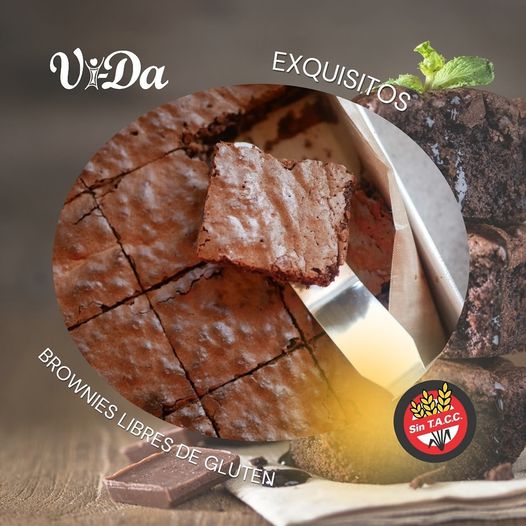 Vi-Da
EXQUISITOS
BROWNIES LIBRES DE GLUTEN
Sin T.A.C.C.